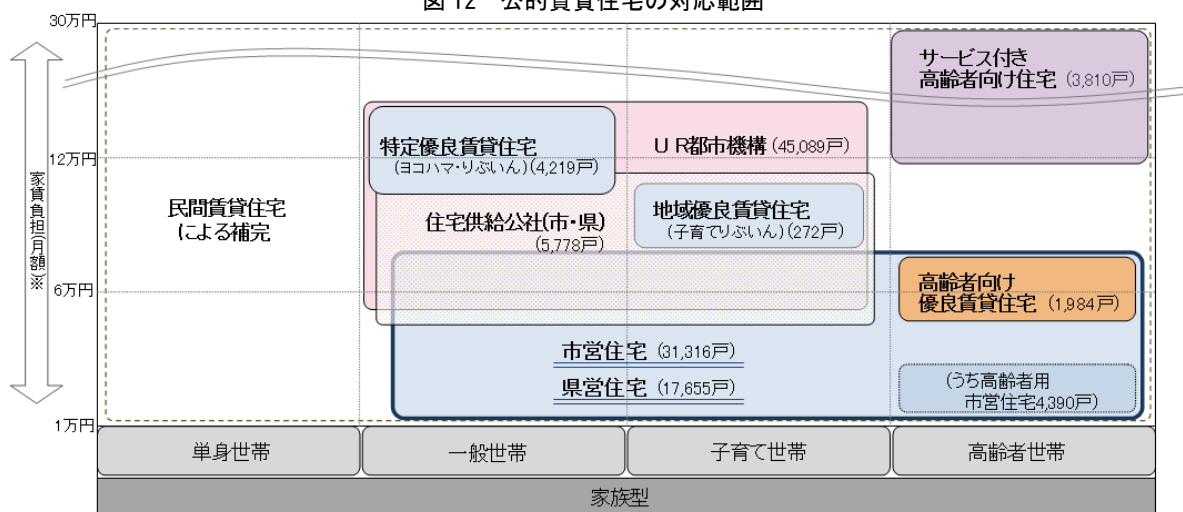 図 12 公的賃貸住宅の対応範囲
30万円
サービス付き
高齢者向け住宅 (3,810戸)
特定優良賃貸住宅
(ヨコハマ・りぶいん)(4,219戸)
UR都市機構 (45,089戸)
12万円
家賃負担(月額)※
民間賃貸住宅
による補完
住宅供給公社(市・県)
(5,778戸)
地域優良賃貸住宅
(子育てりぶいん)(272戸)
6万円
高齢者向け
優良賃貸住宅 (1,984戸)
市営住宅 (31,316戸)
県営住宅 (17,655戸)
(うち高齢者用
市営住宅4,390戸)
1万円
単身世帯
一般世帯
子育て世帯
高齢者世帯
家族型